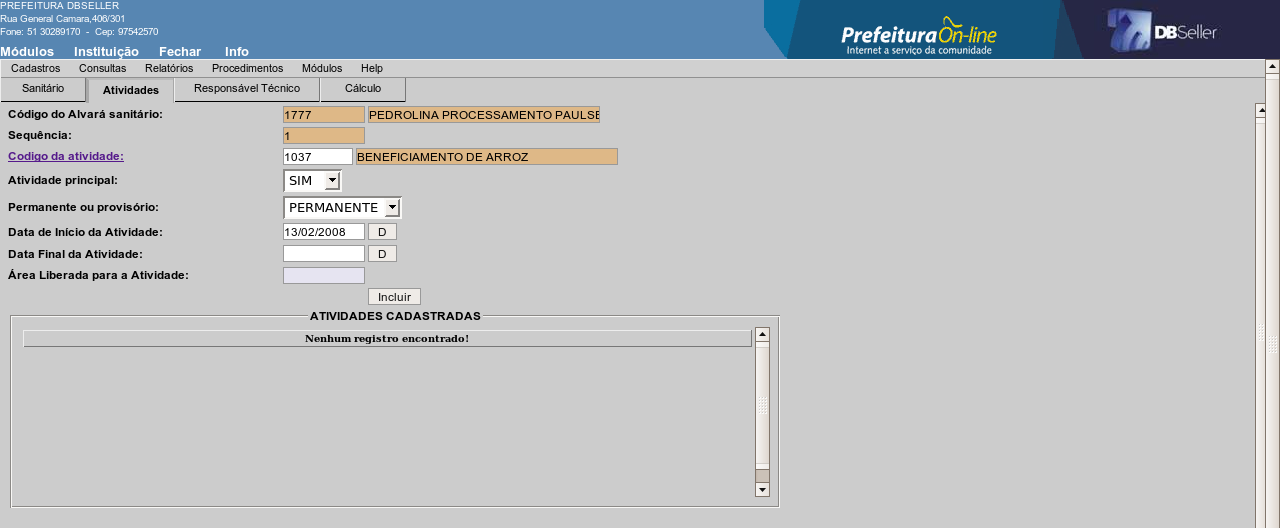 PREFEITURA DBSELLER
Rua General Camara,406/301
Fone: 51 30289170 - Cep: 97542570
Prefeitura On-line
Internet a serviço da comunidade
DBSeller
Módulos Instituição Fechar Info
Cadastros Consultas Relatórios Procedimentos Módulos Help
Sanitário Atividades Responsável Técnico Cálculo
Código do Alvará sanitário: 1777 PEDROLINA PROCESSAMENTO PAULSE
Sequência: 1
Codigo da atividade: 1037 BENEFICIAMENTO DE ARROZ
Atividade principal: SIM
Permanente ou provisório: PERMANENTE
Data de Início da Atividade: 13/02/2008 D
Data Final da Atividade: D
Área Liberada para a Atividade:
Incluir
ATIVIDADES CADASTRADAS
Nenhum registro encontrado!